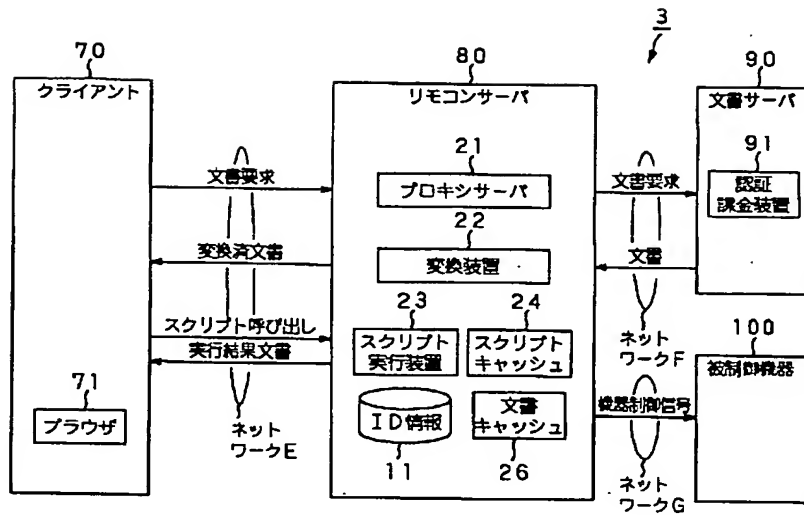 3
70
クライアント
80
リモコンサーバ
90
文書サーバ
91
認証
課金装置
文書要求
21
プロキシサーバ
文書要求
22
変換装置
変換済文書
文書
スクリプト呼び出し
実行結果文書
23
スクリプト
実行装置
24
スクリプト
キャッシュ
ネット
ワークF
100
被制御機器
71
ブラウザ
ネット
ワークE
ID情報
11
文書
キャッシュ
26
機器制御信号
ネット
ワークG